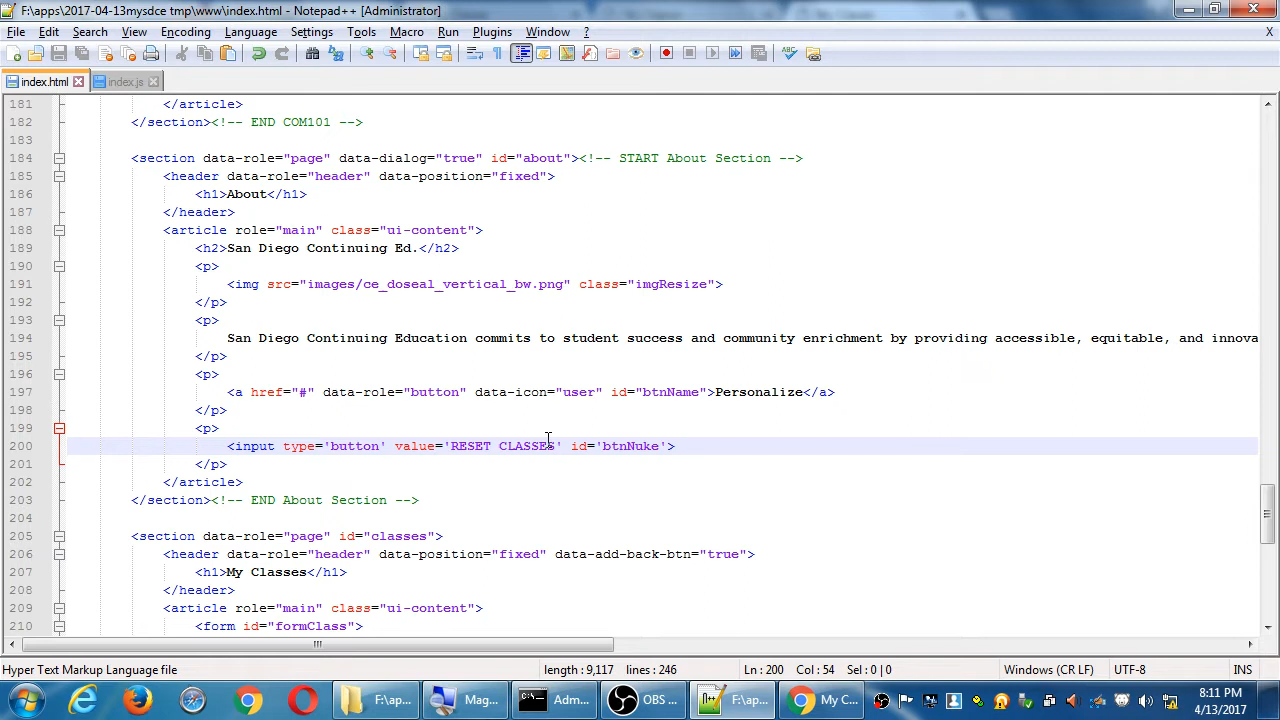 F:\apps\2017-04-13mysdce tmp\www\index.html - Notepad++ [Administrator]
File Edit Search View Encoding Language Settings Tools Macro Run Plugins Window ? X
index.html index.js
181 </article>
182 </section><!-- END COM101 -->
183
184 <section data-role="page" data-dialog="true" id="about"><!-- START About Section -->
185 <header data-role="header" data-position="fixed">
186 <h1>About</h1>
187 </header>
188 <article role="main" class="ui-content">
189 <h2>San Diego Continuing Ed.</h2>
190 <p>
191 <img src="images/ce_doseal_vertical_bw.png" class="imgResize">
192 </p>
193 <p>
194 San Diego Continuing Education commits to student success and community enrichment by providing accessible, equitable, and innova
195 </p>
196 <p>
197 <a href="#" data-role="button" data-icon="user" id="btnName">Personalize</a>
198 </p>
199 <p>
200 <input type='button' value='RESET CLASSES' id='btnNuke'>
201 </p>
202 </article>
203 </section><!-- END About Section -->
204
205 <section data-role="page" id="classes">
206 <header data-role="header" data-position="fixed" data-add-back-btn="true">
207 <h1>My Classes</h1>
208 </header>
209 <article role="main" class="ui-content">
210 <form id="formClass">
Hyper Text Markup Language file length : 9,117 lines : 246 Ln : 200 Col : 54 Sel : 0 | 0 Windows (CR LF) UTF-8 INS
F:\ap... Mag... Adm... OBS ... F:\ap... My C... 8:11 PM
4/13/2017